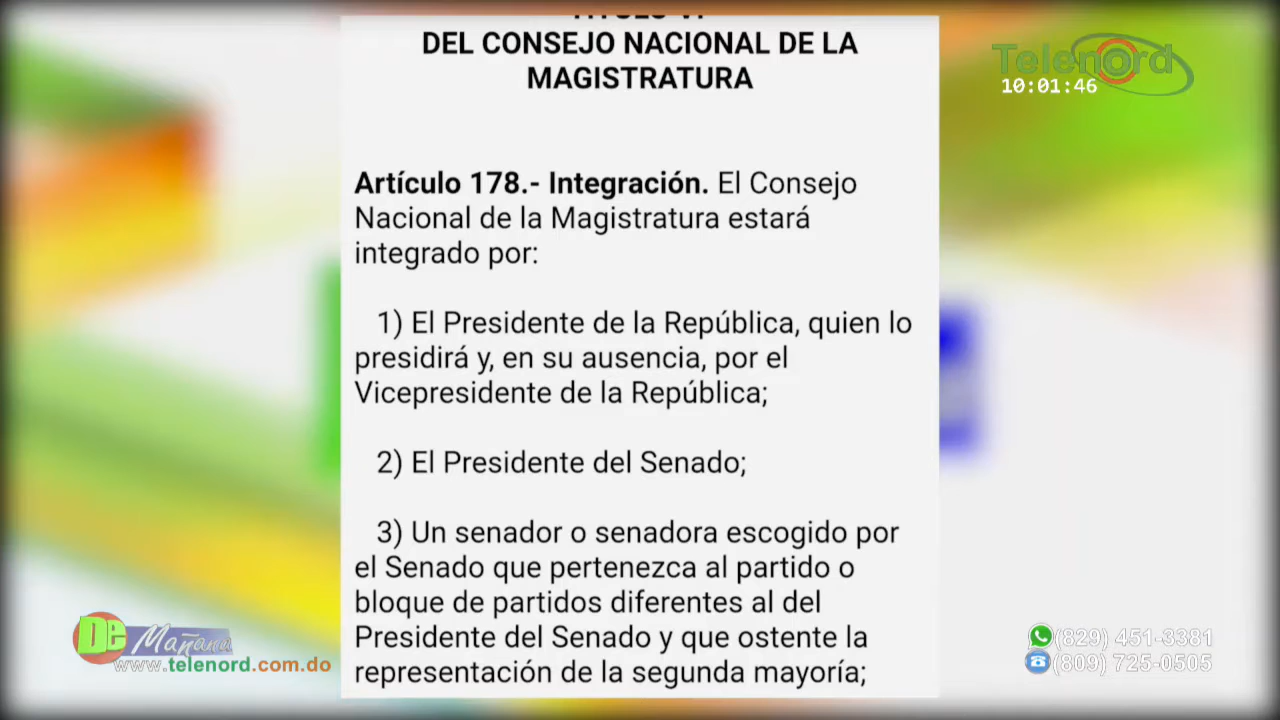 DEL CONSEJO NACIONAL DE LA
MAGISTRATURA
Telenord
10:01:46
Artículo 178.- Integración. El Consejo
Nacional de la Magistratura estará
integrado por:
1) El Presidente de la República, quien lo
presidirá y, en su ausencia, por el
Vicepresidente de la República;
2) El Presidente del Senado;
3) Un senador o senadora escogido por
el Senado que pertenezca al partido o
bloque de partidos diferentes al del
Presidente del Senado y que ostente la
representación de la segunda mayoría;
De Mañana
www.telenord.com.do
(829) 451-3381
(809) 725-0505